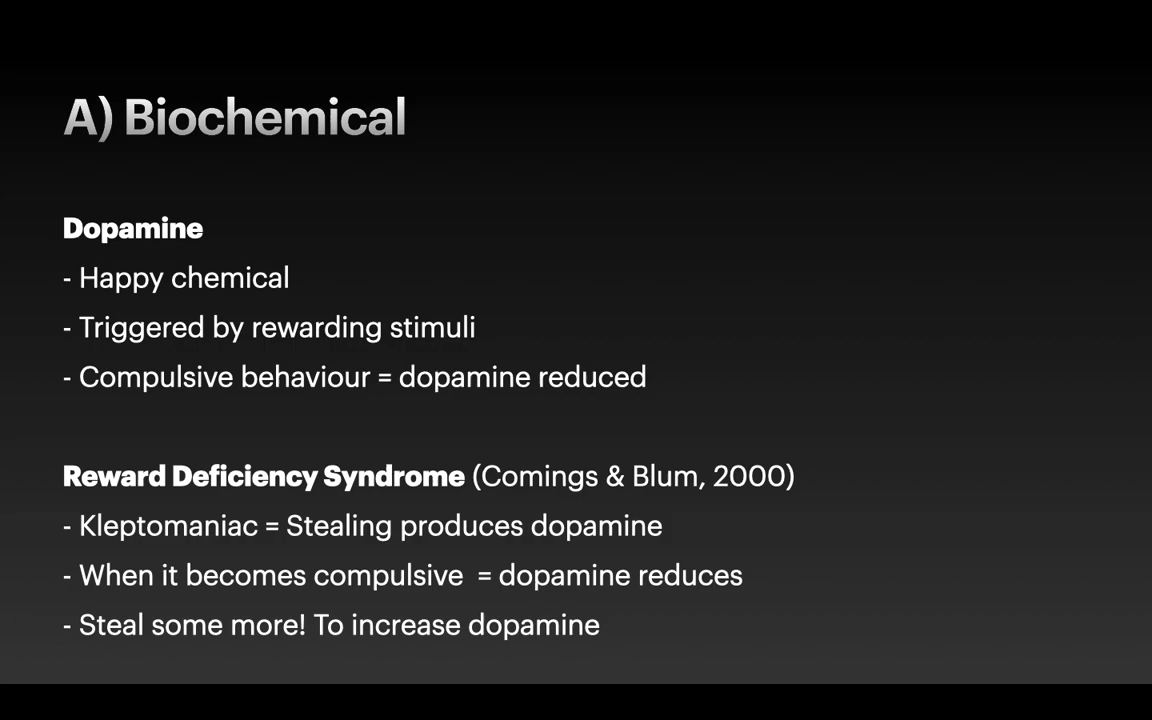 A) Biochemical
Dopamine
- Happy chemical
- Triggered by rewarding stimuli
- Compulsive behaviour = dopamine reduced
Reward Deficiency Syndrome (Comings & Blum, 2000)
- Kleptomaniac = Stealing produces dopamine
- When it becomes compulsive  = dopamine reduces
- Steal some more! To increase dopamine